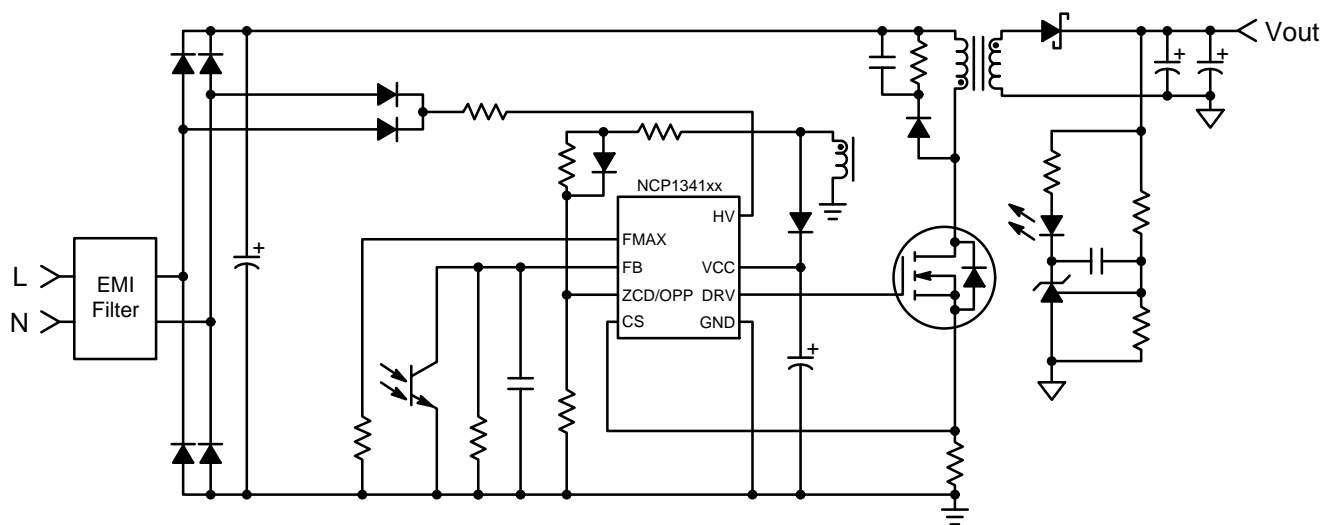 Vout
NCP1341xx
HV
FMAX
FB
VCC
ZCD/OPP
DRV
CS
GND
L
N
EMI
Filter
+
+
+
+